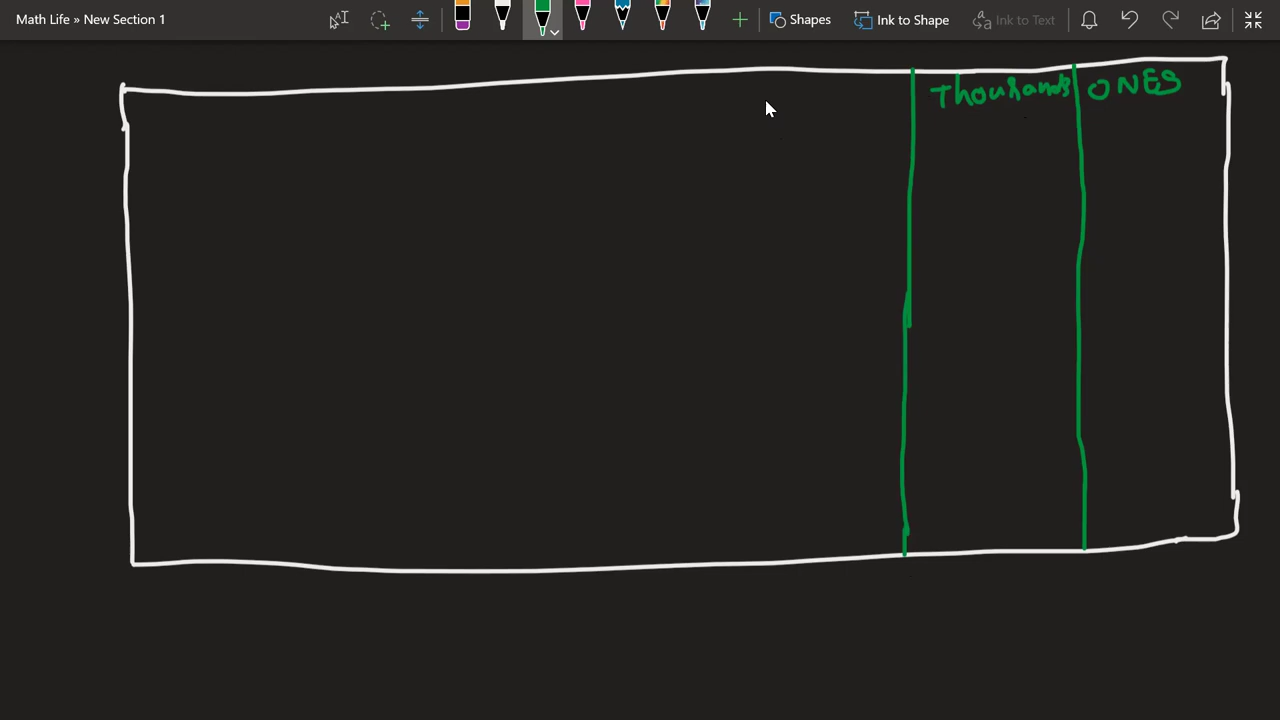 Math Life » New Section 1
Shapes
Ink to Shape
Ink to Text
Thousands ONES